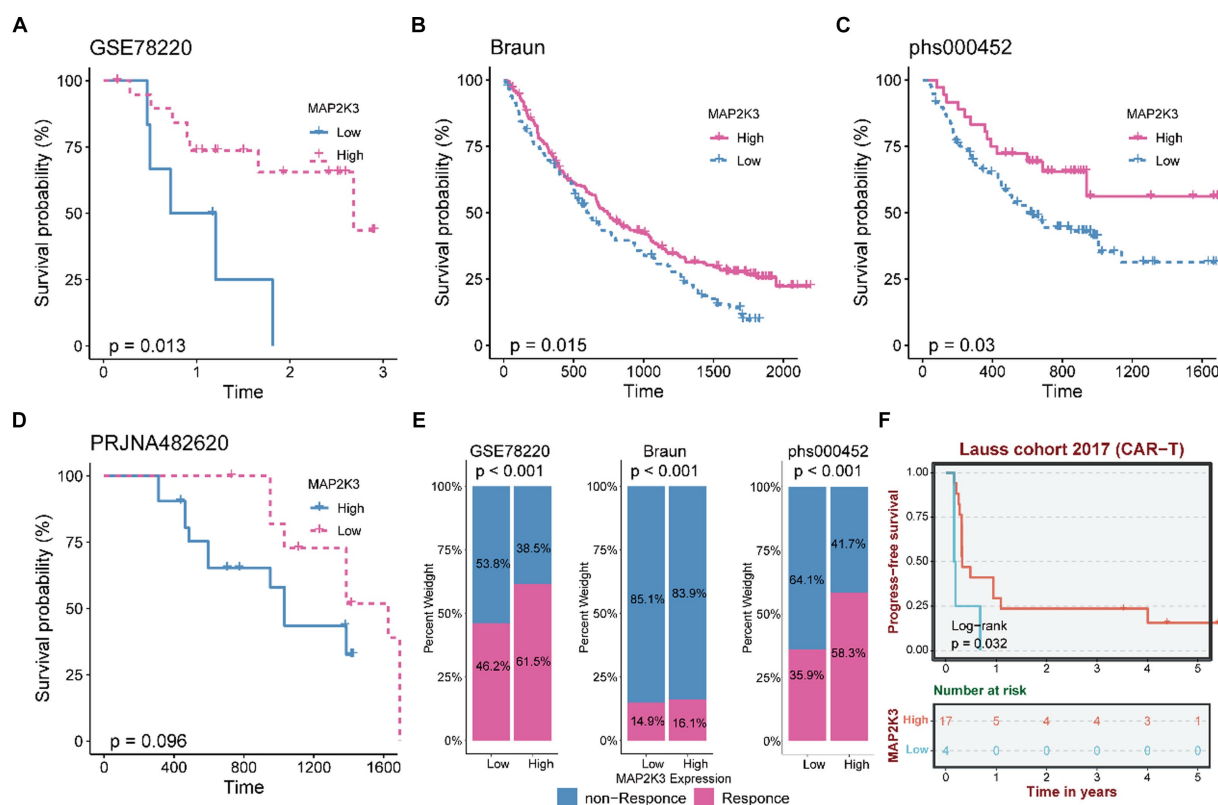 A
GSE78220
Survival probability (%)
100
75
50
25
0
MAP2K3
Low
High
p = 0.013
0 1 2 3
Time
B
Braun
Survival probability (%)
100
75
50
25
0
MAP2K3
High
Low
p = 0.015
0 500 1000 1500 2000
Time
C
phs000452
Survival probability (%)
100
75
50
25
0
MAP2K3
High
Low
p = 0.03
0 400 800 1200 1600
Time
D
PRJNA482620
Survival probability (%)
100
75
50
25
0
MAP2K3
High
Low
p = 0.096
0 400 800 1200 1600
Time
E
GSE78220
p < 0.001
Percent Weidght
100%
75%
50%
25%
0%
53.8%
38.5%
46.2%
61.5%
Low High
Braun
p < 0.001
Percent Weidght
100%
75%
50%
25%
0%
85.1%
83.9%
14.9%
16.1%
Low High
MAP2K3 Expression
phs000452
p < 0.001
Percent Weidght
100%
75%
50%
25%
0%
64.1%
41.7%
35.9%
58.3%
Low High
non-Responce Responce
F
Lauss cohort 2017 (CAR-T)
Progress-free survival
1.00
0.75
0.50
0.25
0.00
Log-rank
p = 0.032
0 1 2 3 4 5
Number at risk
MAP2K3
High 17 5 4 4 3 1
Low 4 0 0 0 0 0
0 1 2 3 4 5
Time in years